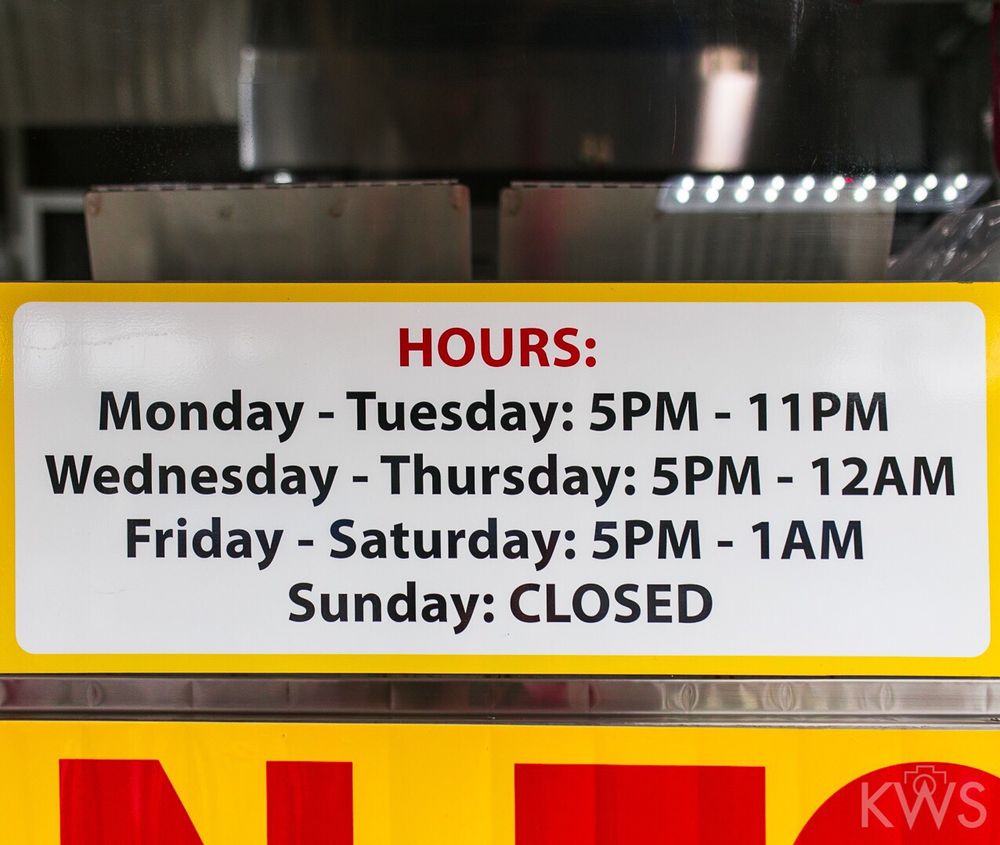 HOURS:
Monday - Tuesday: 5PM - 11PM
Wednesday - Thursday: 5PM - 12AM
Friday - Saturday: 5PM - 1AM
Sunday: CLOSED
KWS